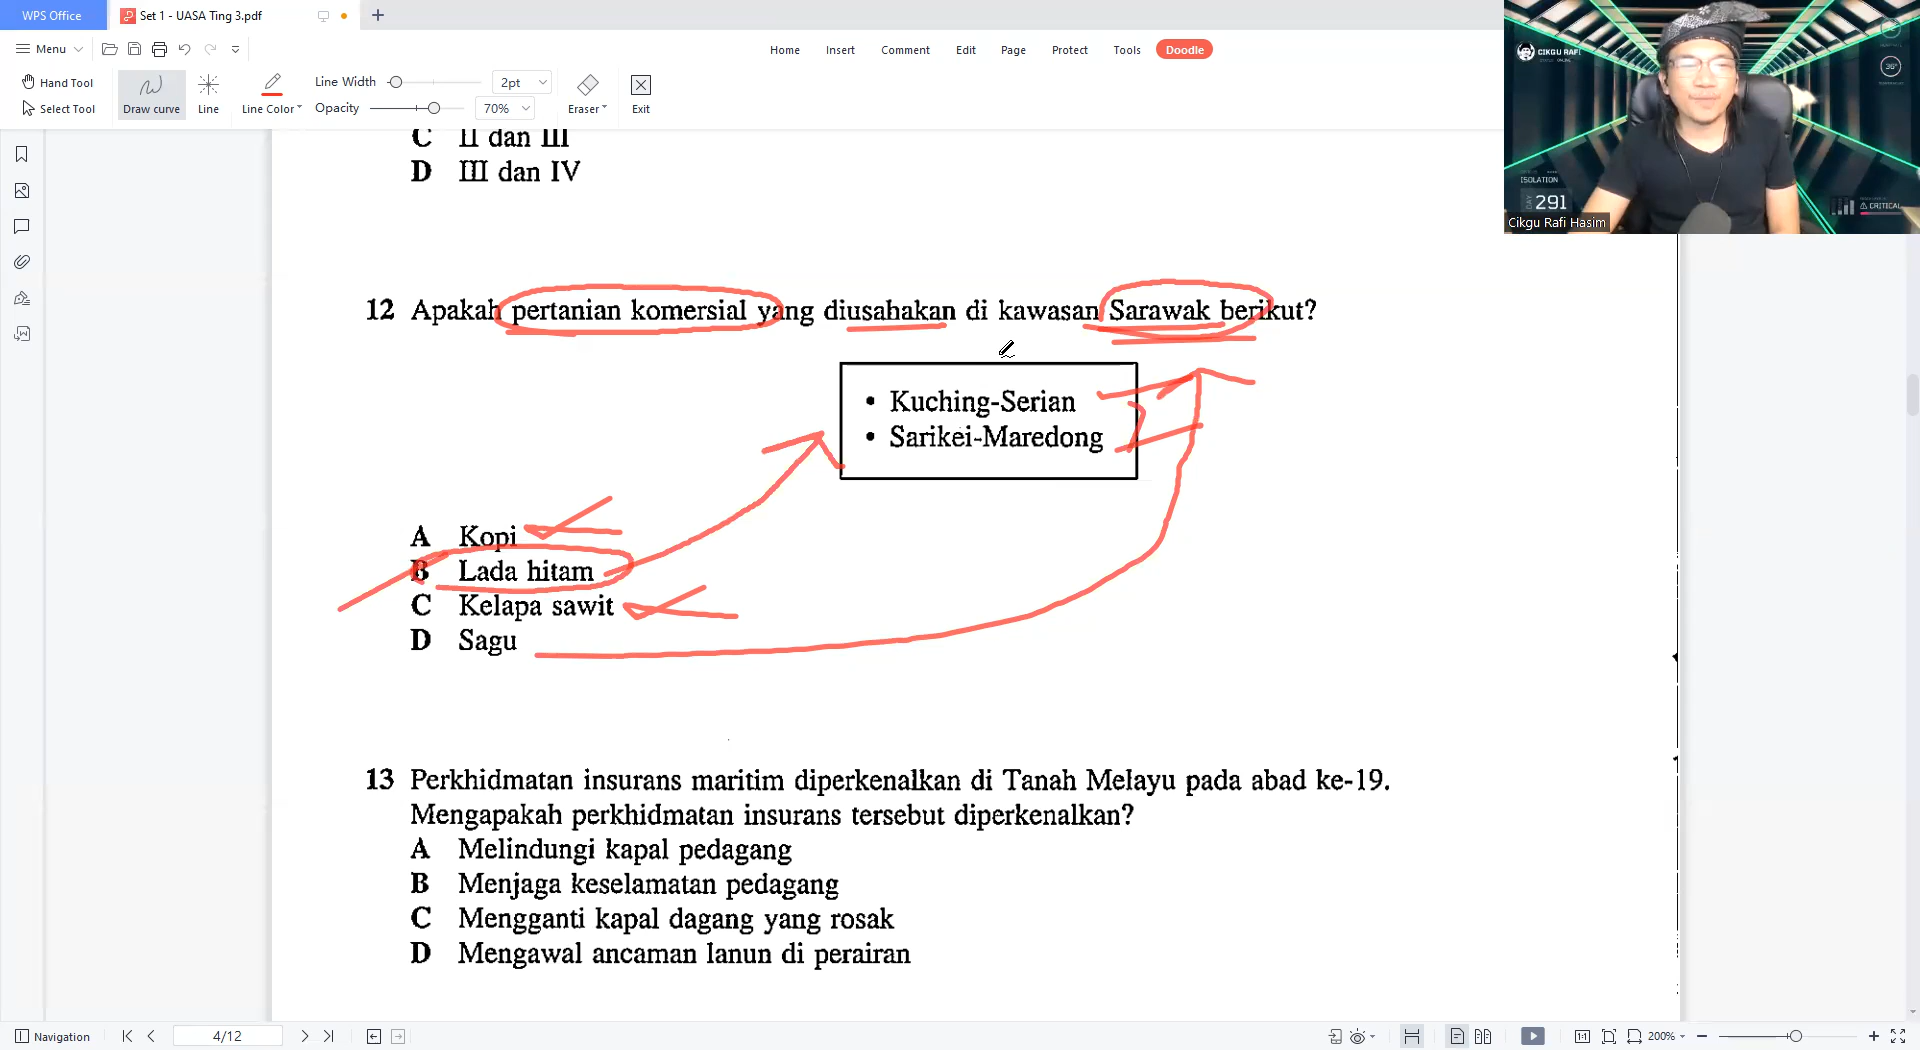 WPS Office
Set 1 - UASA Ting 3.pdf
Menu
Home Insert Comment Edit Page Protect Tools Doodle
Hand Tool
Select Tool
Draw curve
Line
Line Color
Line Width
2pt
Opacity
70%
Eraser
Exit
CIKGU RAFI
36°
ISOLATION
DAY 291
CRITICAL
Cikgu Rafi Hasim
C II dan III
D III dan IV
12 Apakah pertanian komersial yang diusahakan di kawasan Sarawak berikut?
• Kuching-Serian
• Sarikei-Maredong
A Kopi
B Lada hitam
C Kelapa sawit
D Sagu
13 Perkhidmatan insurans maritim diperkenalkan di Tanah Melayu pada abad ke-19.
Mengapakah perkhidmatan insurans tersebut diperkenalkan?
A Melindungi kapal pedagang
B Menjaga keselamatan pedagang
C Mengganti kapal dagang yang rosak
D Mengawal ancaman lanun di perairan
Navigation
4/12
200%